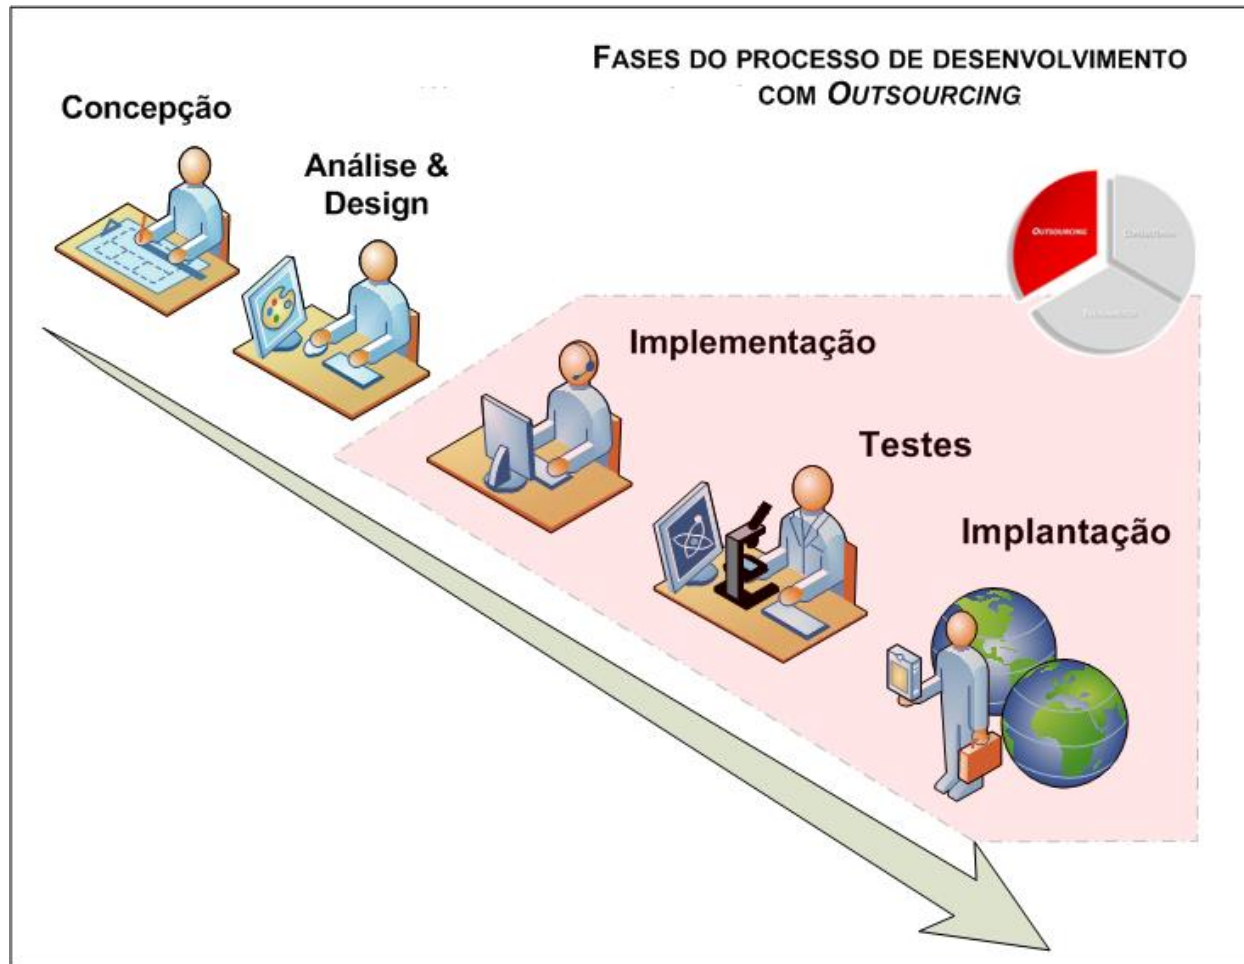 FASES DO PROCESSO DE DESENVOLVIMENTO
COM OUTSOURCING
Concepção
Análise &
Design
OUTSOURCING
Implementação
Testes
Implantação